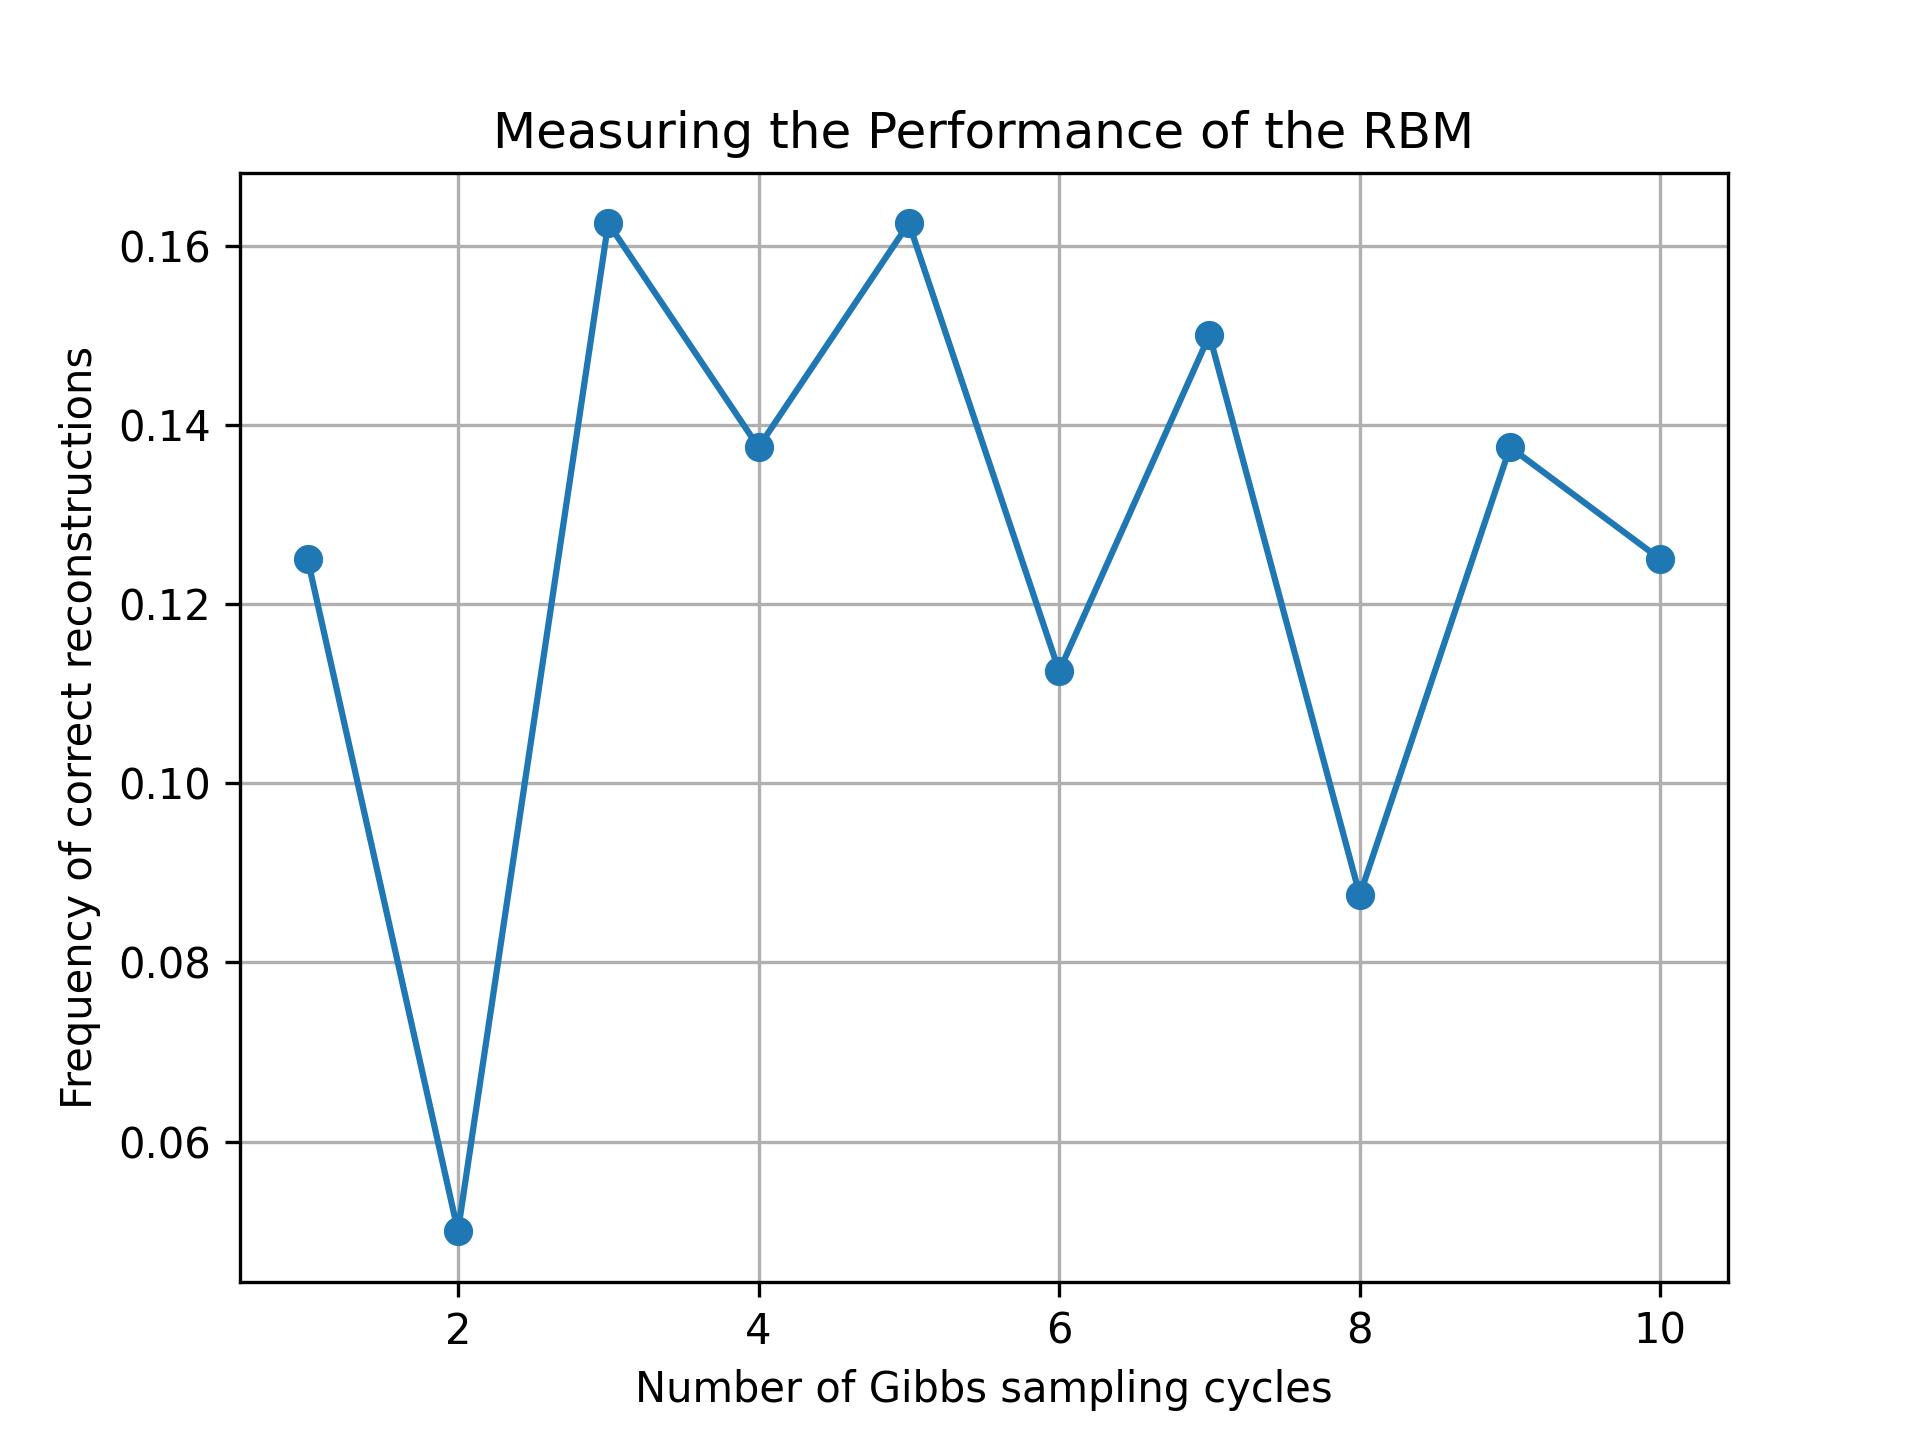 Measuring the Performance of the RBM
Frequency of correct reconstructions
0.16
0.14
0.12
0.10
0.08
0.06
2 4 6 8 10
Number of Gibbs sampling cycles